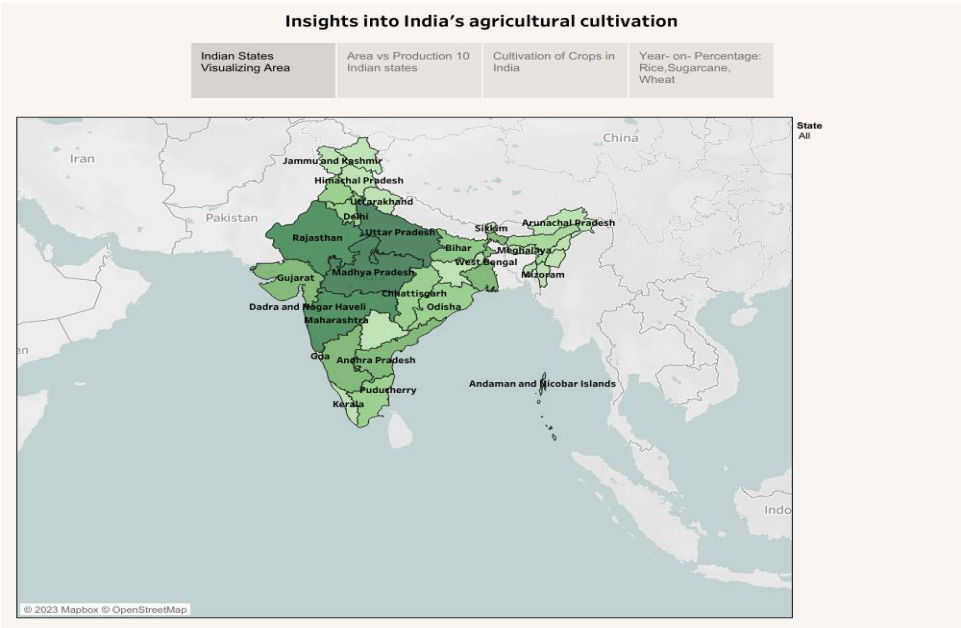 Insights into India's agricultural cultivation
Indian States
Visualizing Area
Area vs Production 10
Indian states
Cultivation of Crops in
India
Year- on- Percentage:
Rice,Sugarcane,
Wheat
State
All
China
Iran
Jammu and Kashmir
Himachal Pradesh
Uttarakhand
Pakistan
Delhi
Sikkim
Arunachal Pradesh
Uttar Pradesh
Rajasthan
Bihar
Meghalaya
West Bengal
Madhya Pradesh
Mizoram
Gujarat
Chhattisgarh
Dadra and Nagar Haveli
Odisha
Maharashtra
en
Goa
Andhra Pradesh
Andaman and Nicobar Islands
Puducherry
Kerala
Indo
© 2023 Mapbox © OpenStreetMap